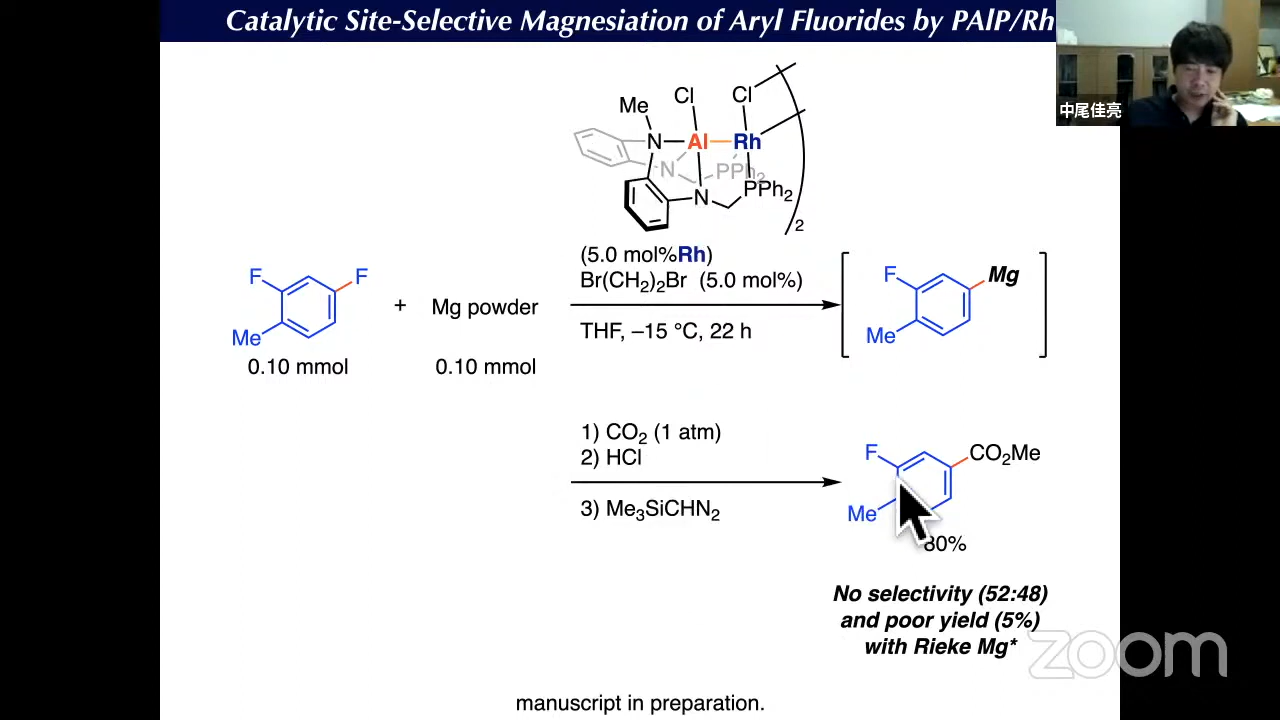 Catalytic Site-Selective Magnesiation of Aryl Fluorides by PAlP/Rh
中尾佳亮
Cl
Cl
Me
N
Al
Rh
N
PPh₂
N
PPh₂
2
(5.0 mol%Rh)
Br(CH₂)₂Br (5.0 mol%)
THF, –15 °C, 22 h
F
F
Me
0.10 mmol
+
Mg powder
0.10 mmol
F
Mg
Me
1) CO₂ (1 atm)
2) HCl
3) Me₃SiCHN₂
F
CO₂Me
Me
80%
No selectivity (52:48)
and poor yield (5%)
with Rieke Mg*
zoom
manuscript in preparation.